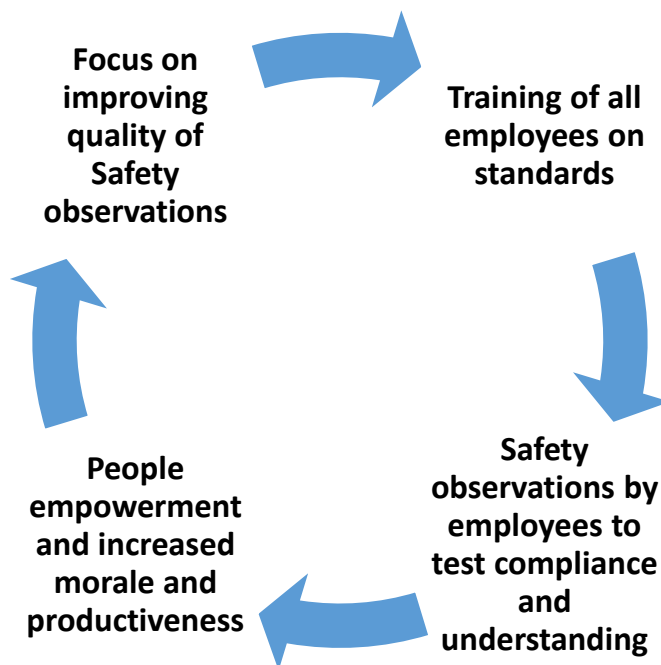 Focus on
improving
quality of
Safety
observations
Training of all
employees on
standards
Safety
observations by
employees to
test compliance
and
understanding
People
empowerment
and increased
morale and
productiveness